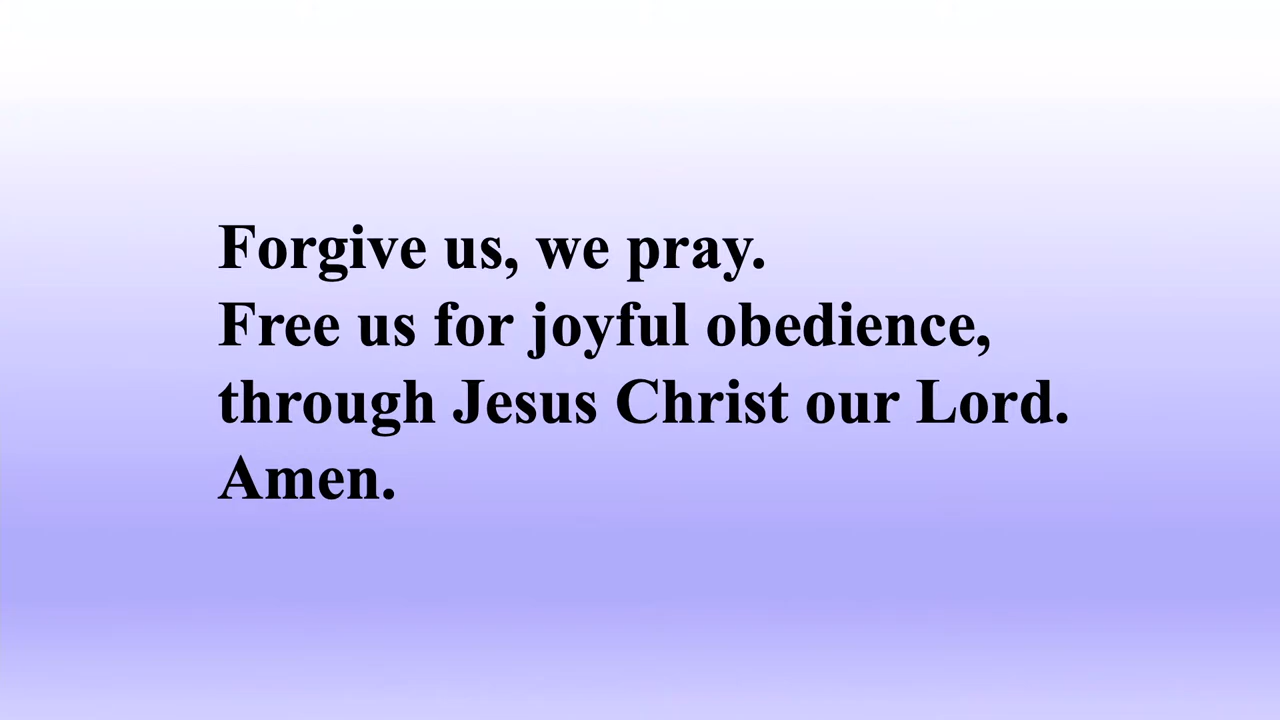 Forgive us, we pray.
Free us for joyful obedience,
through Jesus Christ our Lord.
Amen.